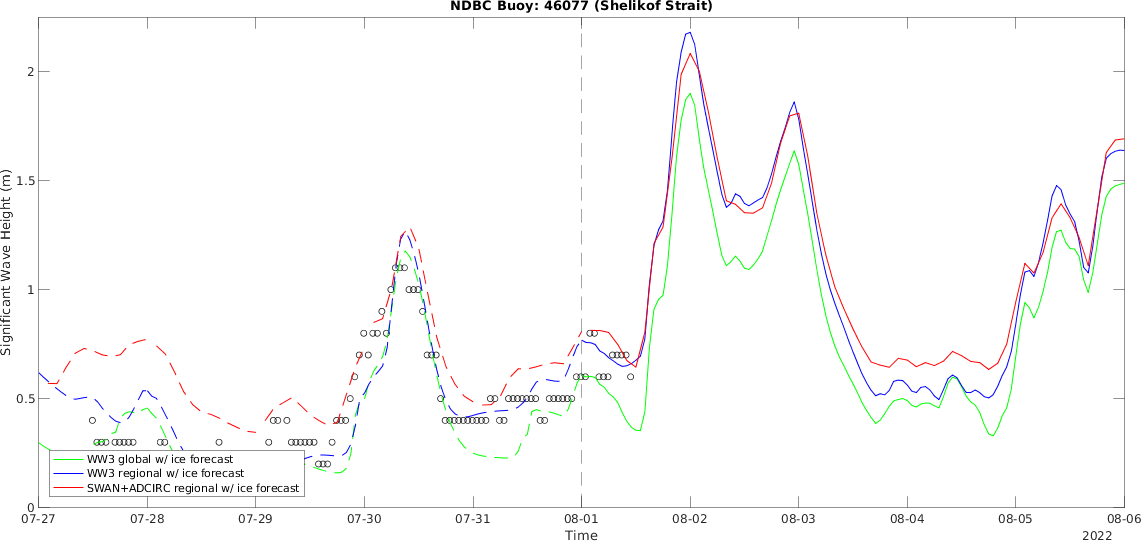 NDBC Buoy: 46077 (Shelikof Strait)
Significant Wave Height (m)
2
1.5
1
0.5
0
WW3 global w/ ice forecast
WW3 regional w/ ice forecast
SWAN+ADCIRC regional w/ ice forecast
07-27 07-28 07-29 07-30 07-31 08-01 08-02 08-03 08-04 08-05 08-06
Time
2022